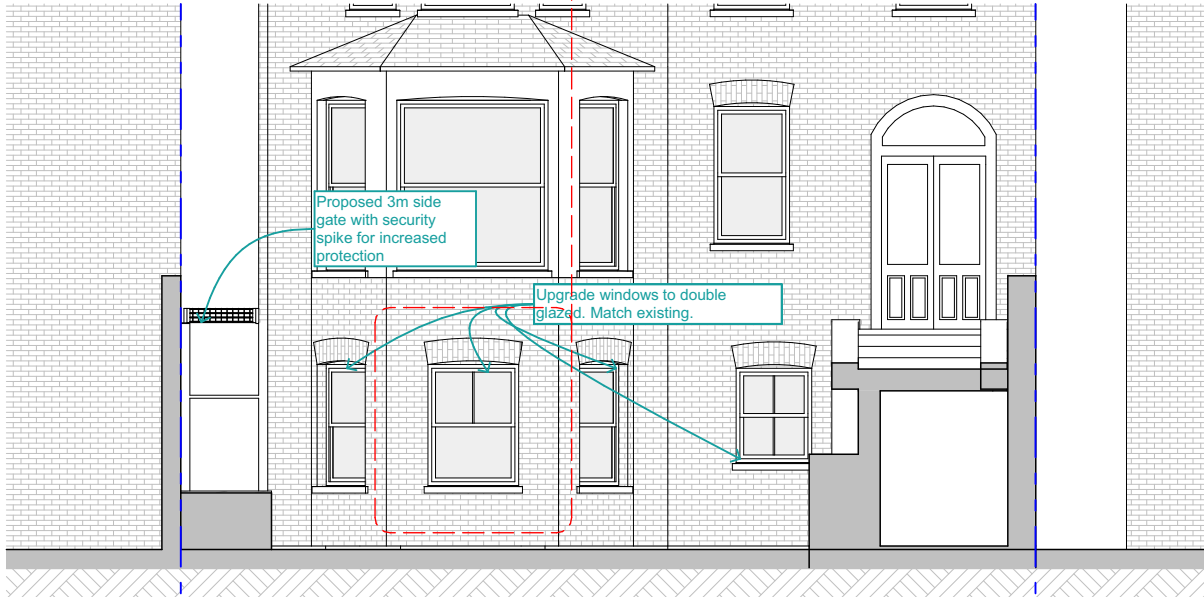 Proposed 3m side
gate with security
spike for increased
protection
Upgrade windows to double
glazed. Match existing.